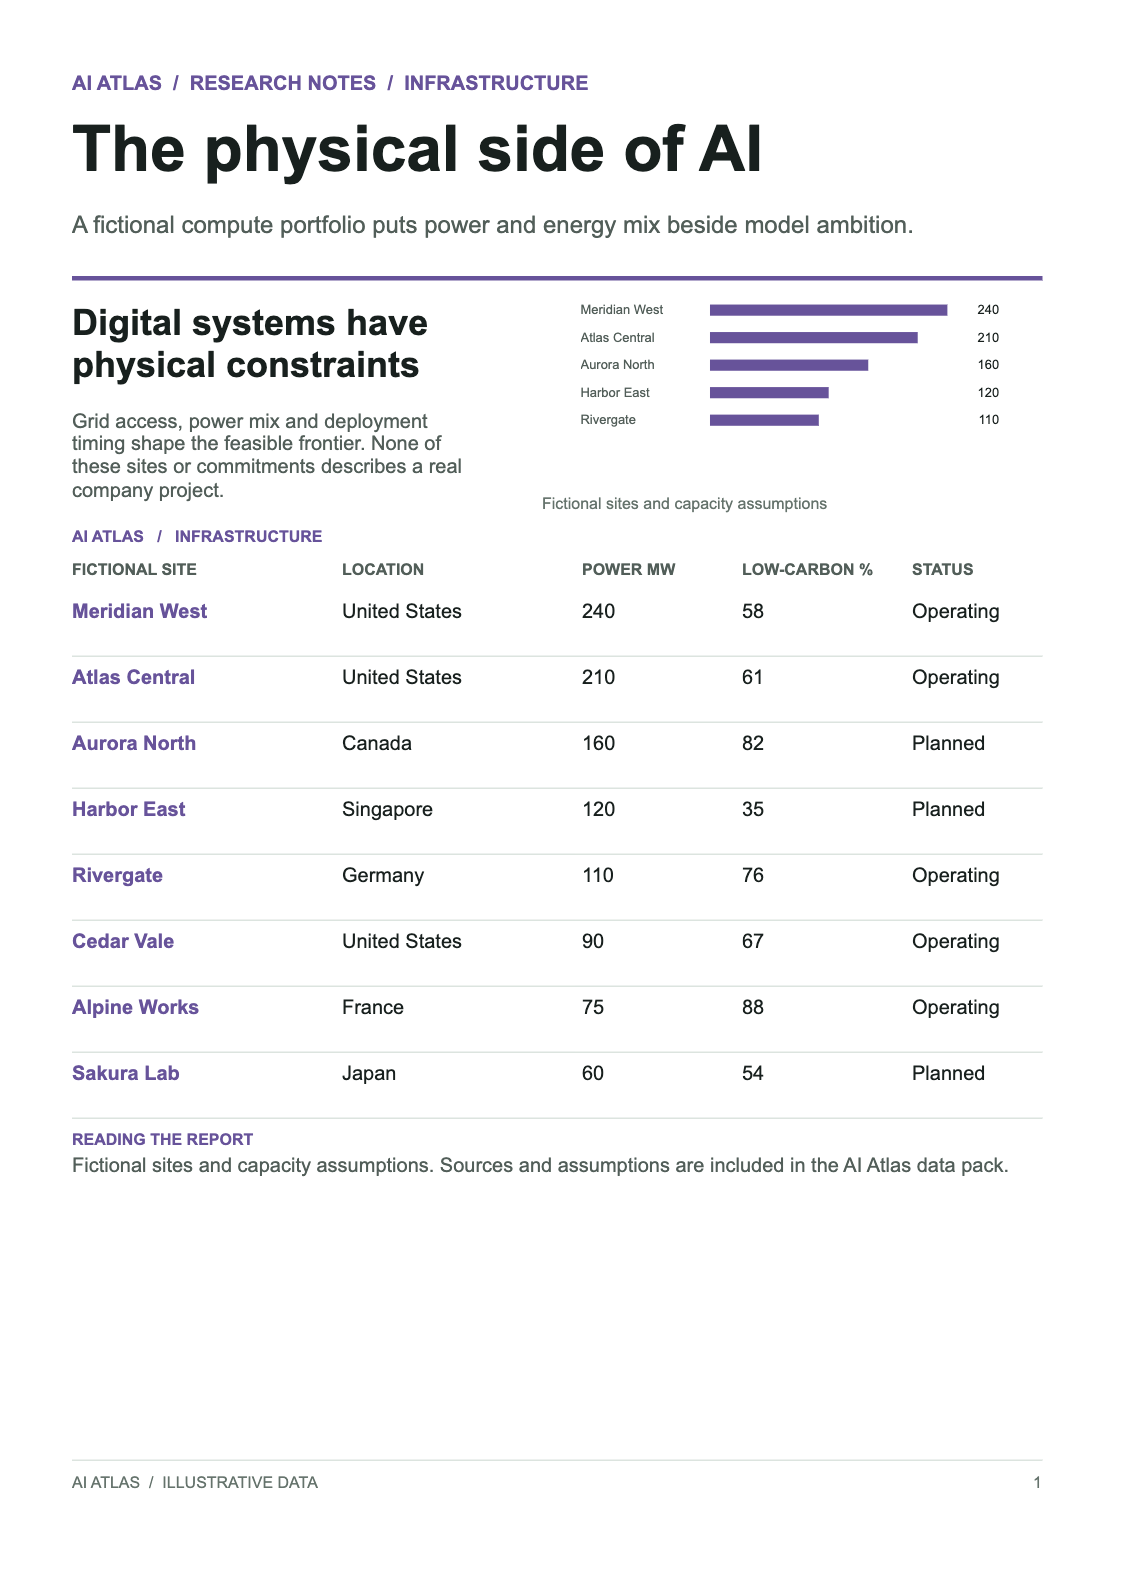 AI ATLAS / RESEARCH NOTES / INFRASTRUCTURE
The physical side of AI
A fictional compute portfolio puts power and energy mix beside model ambition.
Digital systems have
physical constraints
Grid access, power mix and deployment
timing shape the feasible frontier. None of
these sites or commitments describes a real
company project.
Meridian West 240
Atlas Central 210
Aurora North 160
Harbor East 120
Rivergate 110
Fictional sites and capacity assumptions
AI ATLAS / INFRASTRUCTURE
FICTIONAL SITE LOCATION POWER MW LOW-CARBON % STATUS
Meridian West United States 240 58 Operating
Atlas Central United States 210 61 Operating
Aurora North Canada 160 82 Planned
Harbor East Singapore 120 35 Planned
Rivergate Germany 110 76 Operating
Cedar Vale United States 90 67 Operating
Alpine Works France 75 88 Operating
Sakura Lab Japan 60 54 Planned
READING THE REPORT
Fictional sites and capacity assumptions. Sources and assumptions are included in the AI Atlas data pack.
AI ATLAS / ILLUSTRATIVE DATA 1